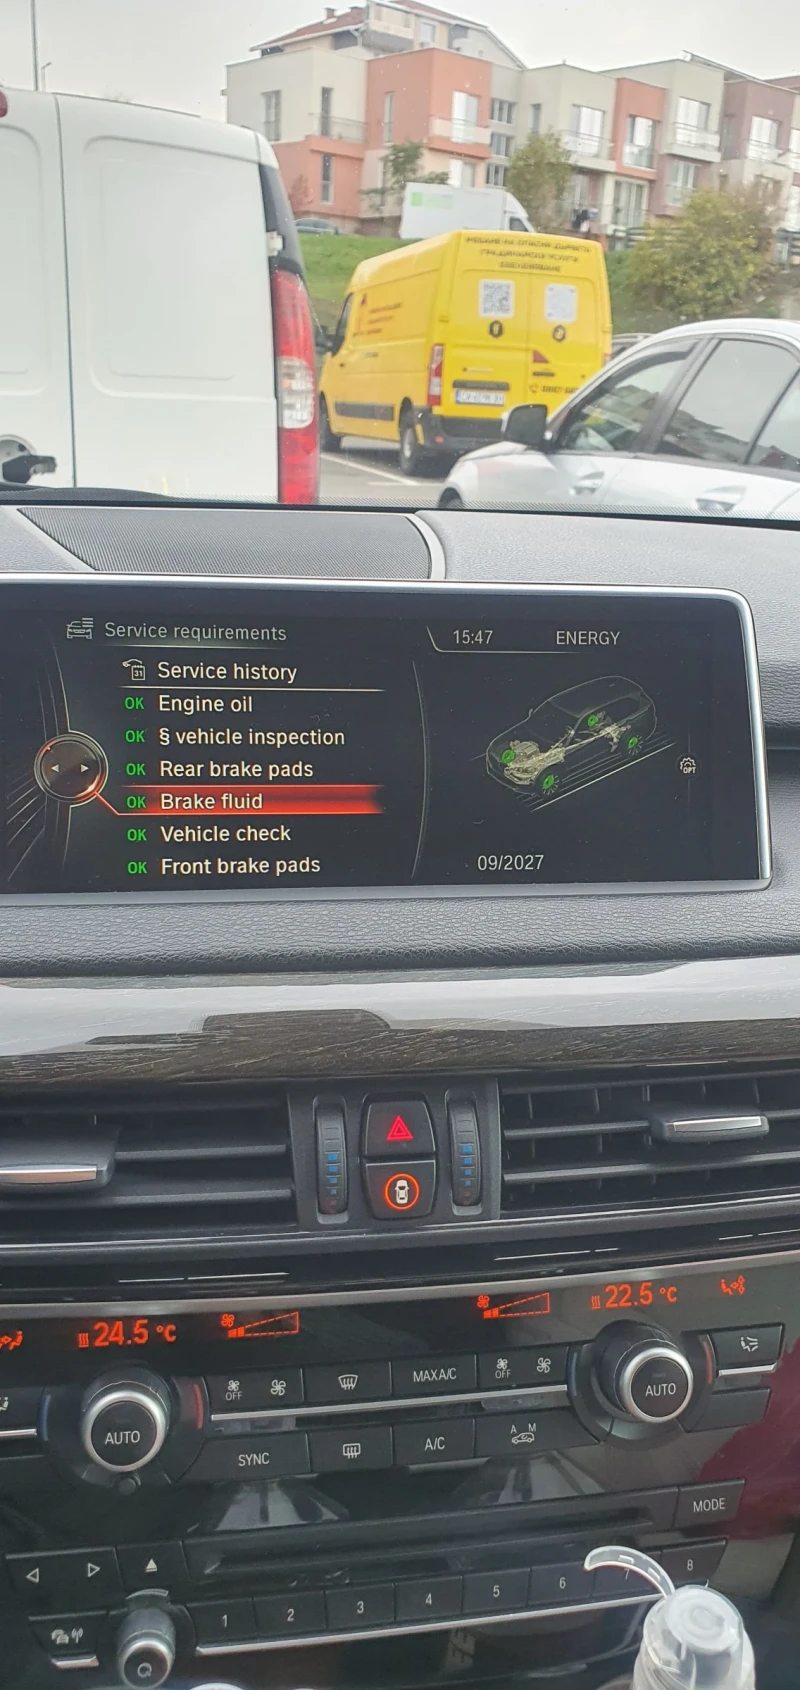 Service requirements
15:47 ENERGY
Service history
31
OK Engine oil
OK § vehicle inspection
OK Rear brake pads
OPT
OK Brake fluid
OK Vehicle check
OK Front brake pads
09/2027
24.5 °C
22.5 °C
OFF
MAX A/C
OFF
AUTO
AUTO
SYNC
A/C
A M
MODE
1 2 3 4 5 6 7 8